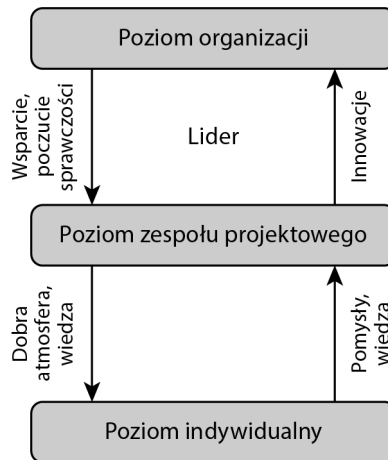 Poziom organizacji
Wsparcie,
poczucie
sprawczości
Lider
Innowacje
Poziom zespołu projektowego
Dobra
atmosfera,
wiedza
Pomysły,
wiedza
Poziom indywidualny